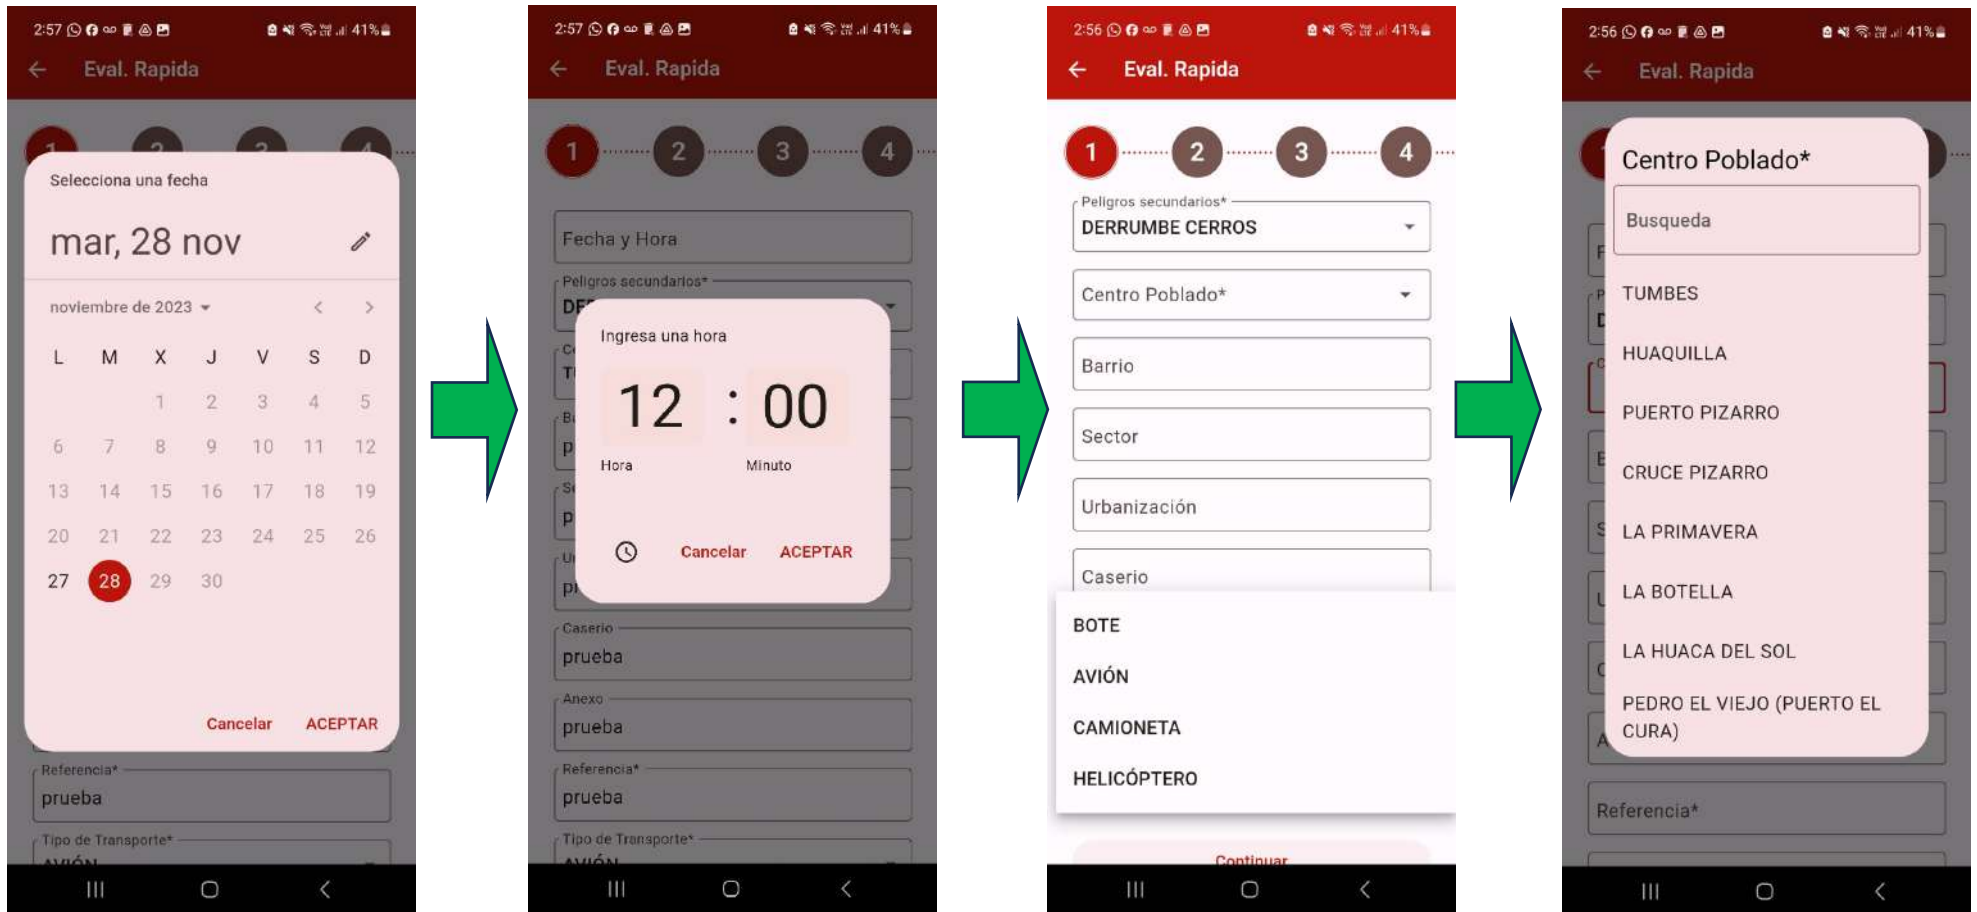 2:57 41%
Eval. Rapida
1 2 3 4
Selecciona una fecha
mar, 28 nov
noviembre de 2023
L M X J V S D
1 2 3 4 5
6 7 8 9 10 11 12
13 14 15 16 17 18 19
20 21 22 23 24 25 26
27 28 29 30
Cancelar ACEPTAR
Referencia*
prueba
Tipo de Transporte*
AVIÓN
2:57 41%
Eval. Rapida
1 2 3 4
Fecha y Hora
Peligros secundarios*
Ingresa una hora
12 : 00
Hora Minuto
Cancelar ACEPTAR
Caserio
prueba
Anexo
prueba
Referencia*
prueba
Tipo de Transporte*
AVIÓN
2:56 41%
Eval. Rapida
1 2 3 4
Peligros secundarios*
DERRUMBE CERROS
Centro Poblado*
Barrio
Sector
Urbanización
Caserio
BOTE
AVIÓN
CAMIONETA
HELICÓPTERO
Continuar
2:56 41%
Eval. Rapida
Centro Poblado*
Busqueda
TUMBES
HUAQUILLA
PUERTO PIZARRO
CRUCE PIZARRO
LA PRIMAVERA
LA BOTELLA
LA HUACA DEL SOL
PEDRO EL VIEJO (PUERTO EL
CURA)
Referencia*